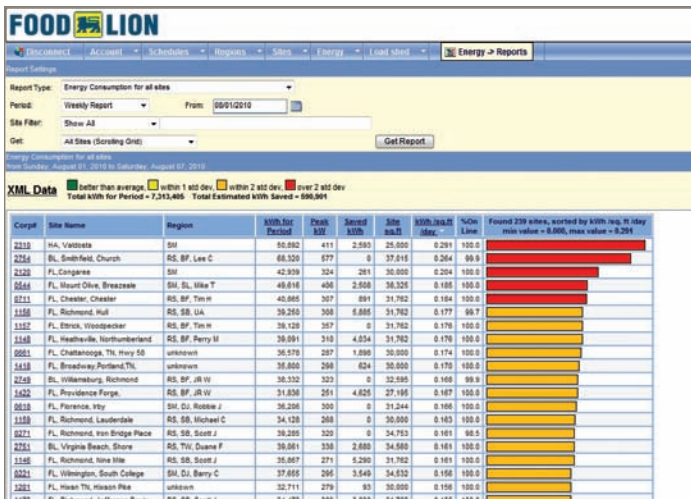 FOOD LION
Disconnect Account Schedules Regions Sites Energy Load shed Energy -> Reports
Report Settings
Report Type: Energy Consumption for all sites
Period: Weekly Report From: 08/01/2010
Site Filter: Show All
Get: All Sites (Scrolling Grid) Get Report
Energy Consumption for all sites
from Sunday, August 01, 2010 to Saturday, August 07, 2010
XML Data better than average, within 1 std dev, within 2 std dev, over 2 std dev
Total kWh for Period = 7,313,405 Total Estimated kWh Saved = 590,901
Corp# Site Name Region kWh for Period Peak kW Saved kWh Site sq.ft kWh /sq.ft /day %On Line Found 239 sites, sorted by kWh /sq. ft /day
min value = 0.000, max value = 0.291
2310 HA, Valdosta SM 50,892 411 2,593 25,000 0.291 100.0
2754 BL, Smithfield, Church RS, BF, Lee C 68,320 577 0 37,015 0.264 99.9
2120 FL,Congaree SM 42,939 324 261 30,000 0.204 100.0
0544 FL, Mount Olive, Breazeale SM, SL, Mike T 49,616 406 2,508 38,325 0.185 100.0
0711 FL, Chester, Chester RS, BF, Tim H 40,865 307 891 31,762 0.184 100.0
1156 FL, Richmond, Hull RS, SB, UA 39,250 308 5,885 31,762 0.177 99.7
1157 FL, Ettrick, Woodpecker RS, BF, Tim H 39,128 357 0 31,762 0.176 100.0
1148 FL, Heathsville, Northumberland RS, BF, Perry M 39,091 310 4,034 31,762 0.176 100.0
0661 FL, Chattanooga, TN, Hwy 58 unknown 36,578 287 1,898 30,000 0.174 100.0
1418 FL, Broadway,Portland,TN, unknown 35,800 298 624 30,000 0.170 100.0
2749 BL, Williamsburg, Richmond RS, BF, JR W 38,332 323 0 32,595 0.168 99.9
1422 FL, Providence Forge, RS, BF, JR W 31,836 251 4,625 27,195 0.167 100.0
0618 FL, Florence, Irby SM, DJ, Robbie J 36,206 300 0 31,244 0.166 100.0
1159 FL, Richmond, Lauderdale RS, SB, Michael C 34,128 268 0 30,000 0.163 100.0
0271 FL, Richmond, Iron Bridge Place RS, SB, Scott J 39,285 320 0 34,753 0.161 98.5
2751 BL, Virginia Beach, Shore RS, TW, Duane F 39,061 338 2,680 34,580 0.161 100.0
1146 FL, Richmond, Nine Mile RS, SB, Scott J 35,867 271 5,290 31,762 0.161 100.0
0221 FL, Wilmington, South College SM, DJ, Barry C 37,655 295 3,549 34,532 0.156 100.0
1281 FL, Hixson TN, Hixson Pike unknown 32,711 279 93 30,000 0.156 100.0